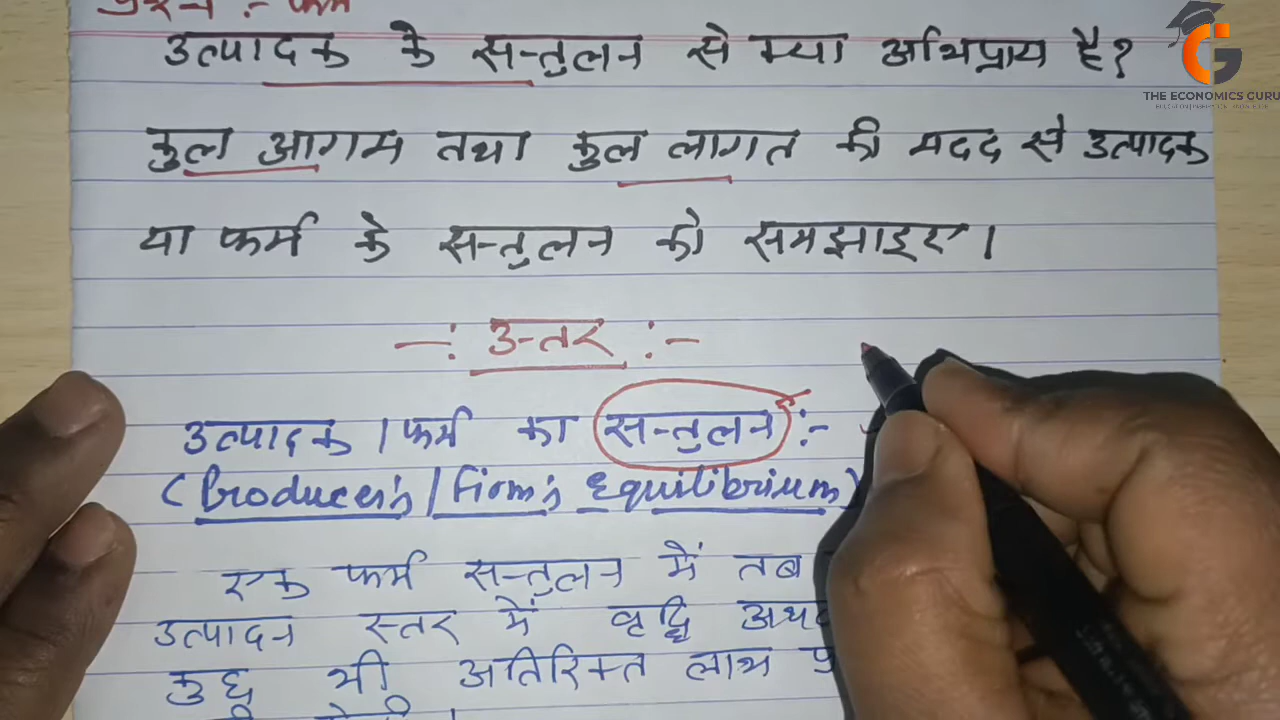 प्रश्न :- फर्म
उत्पादक के सन्तुलन से क्या अभिप्राय है?
कुल आगम तथा कुल लागत की मदद से उत्पादक
या फर्म के सन्तुलन को समझाइए।
-: उत्तर :-
उत्पादक / फर्म का सन्तुलन :-
(Producer's / Firm's Equilibrium)
एक फर्म सन्तुलन में तब
उत्पादन स्तर में वृद्धि
कुछ भी अतिरिक्त लाभ
THE ECONOMICS GURU